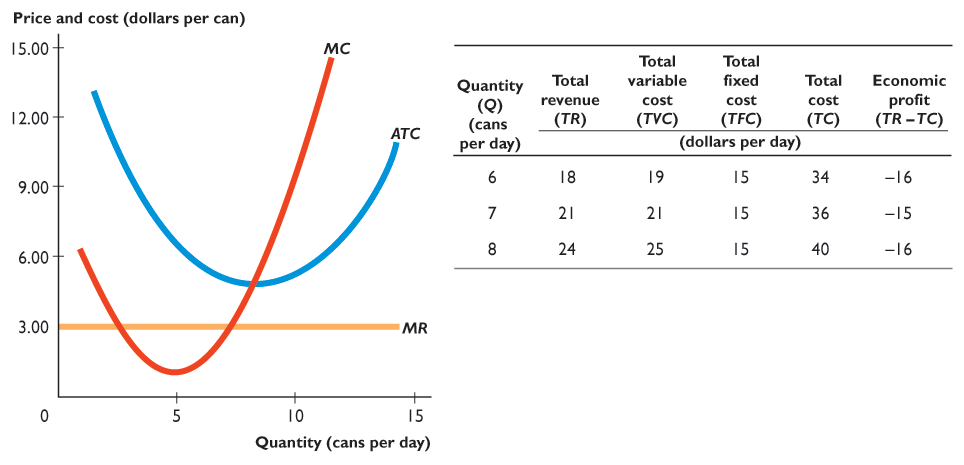 Price and cost (dollars per can)
15.00
MC
12.00
ATC
9.00
6.00
3.00
MR
0
5
10
15
Quantity (cans per day)
Quantity
(Q)
(cans
per day)
Total
revenue
(TR)
Total
variable
cost
(TVC)
Total
fixed
cost
(TFC)
Total
cost
(TC)
Economic
profit
(TR – TC)
(dollars per day)
6 18 19 15 34 –16
7 21 21 15 36 –15
8 24 25 15 40 –16